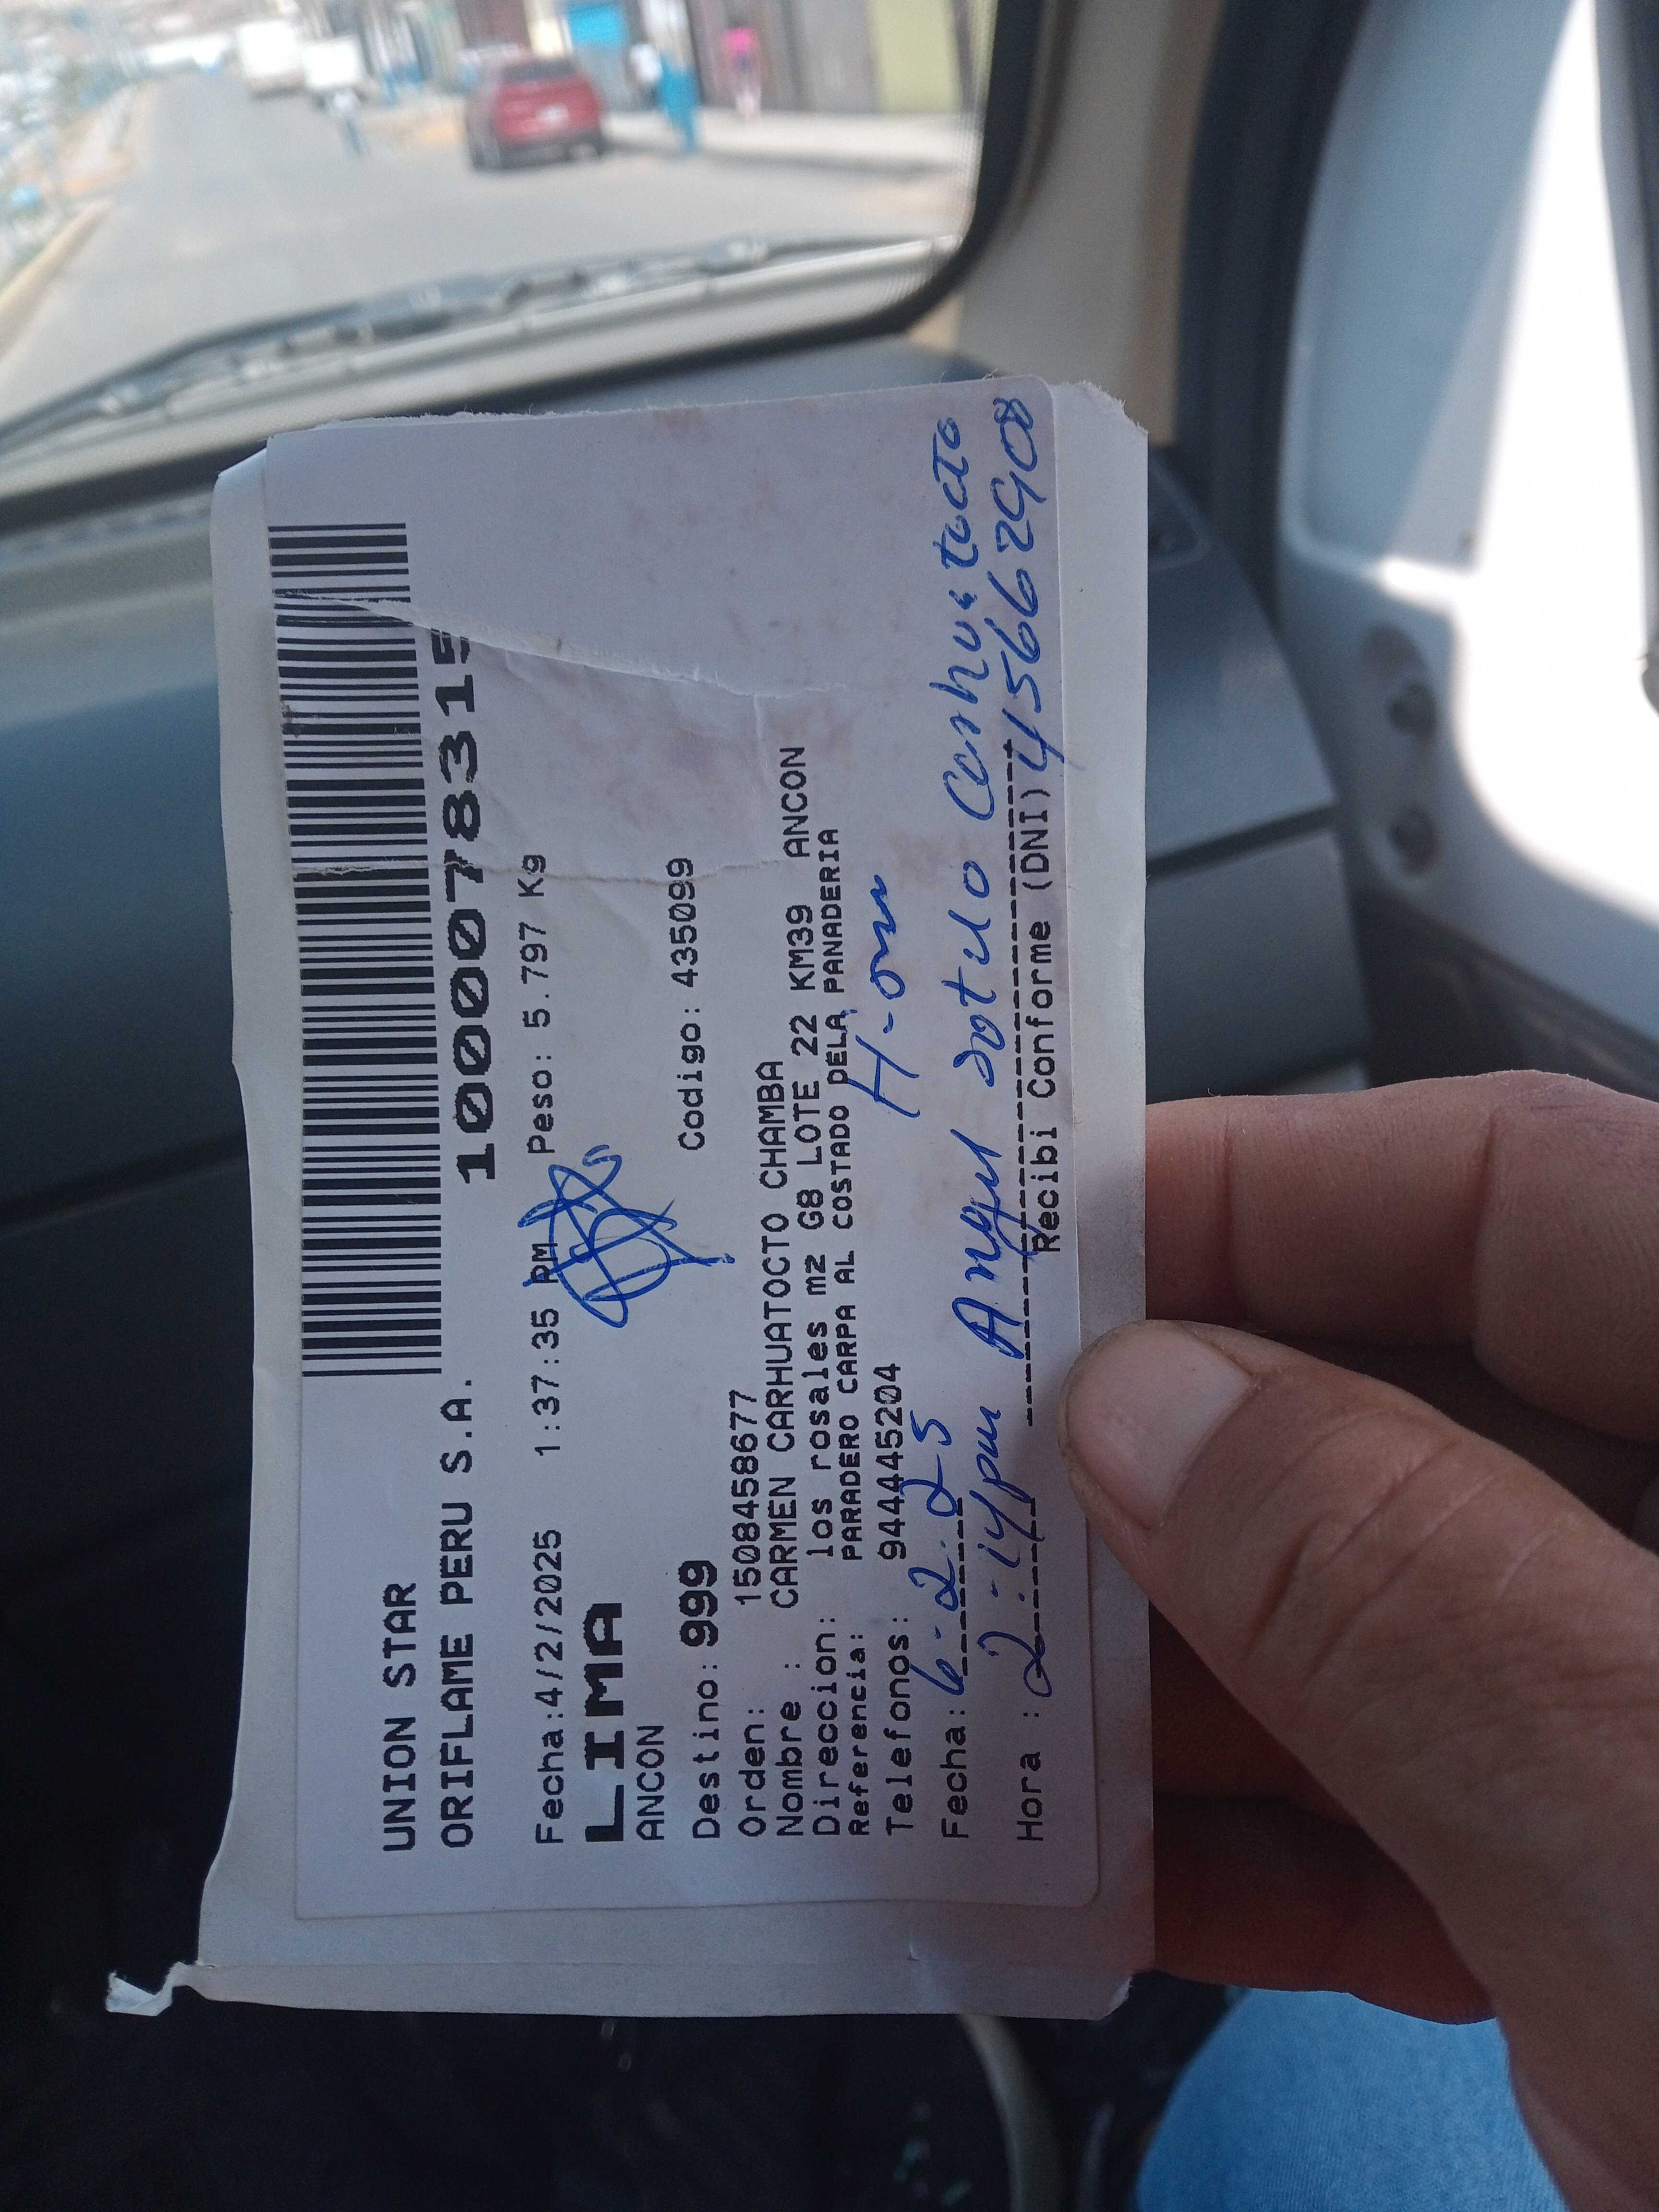 UNION STAR
ORIFLAME PERU S.A.
1000078315
Fecha:4/2/2025 1:37:35 PM Peso: 5.797 Kg
LIMA
ANCON
Destino: 999 Codigo: 435099
Orden: 1508458677
Nombre : CARMEN CARHUATOCTO CHAMBA
Direccion: los rosales mz G8 LOTE 22 KM39 ANCON
Referencia: PARADERO CARPA AL COSTADO DELA PANADERIA
Telefonos: 944445204
Fecha: 6-2-25
Angel sotelo Carhuatocto
Hora : 2:14pm
Recibi Conforme (DNI) 45662908